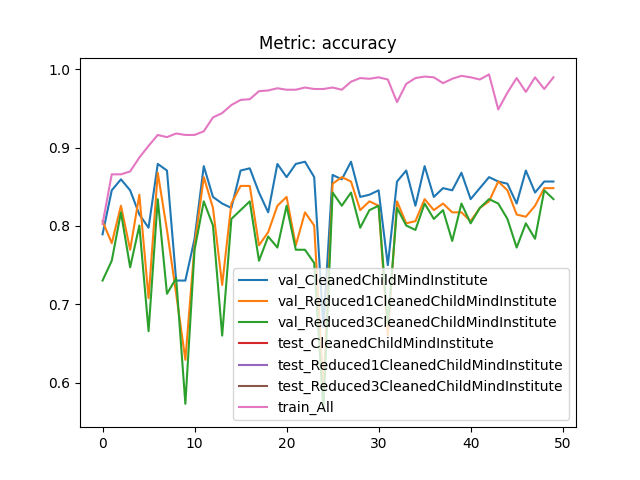 Metric: accuracy
1.0
0.9
0.8
0.7
0.6
val_CleanedChildMindInstitute
val_Reduced1CleanedChildMindInstitute
val_Reduced3CleanedChildMindInstitute
test_CleanedChildMindInstitute
test_Reduced1CleanedChildMindInstitute
test_Reduced3CleanedChildMindInstitute
train_All
0 10 20 30 40 50